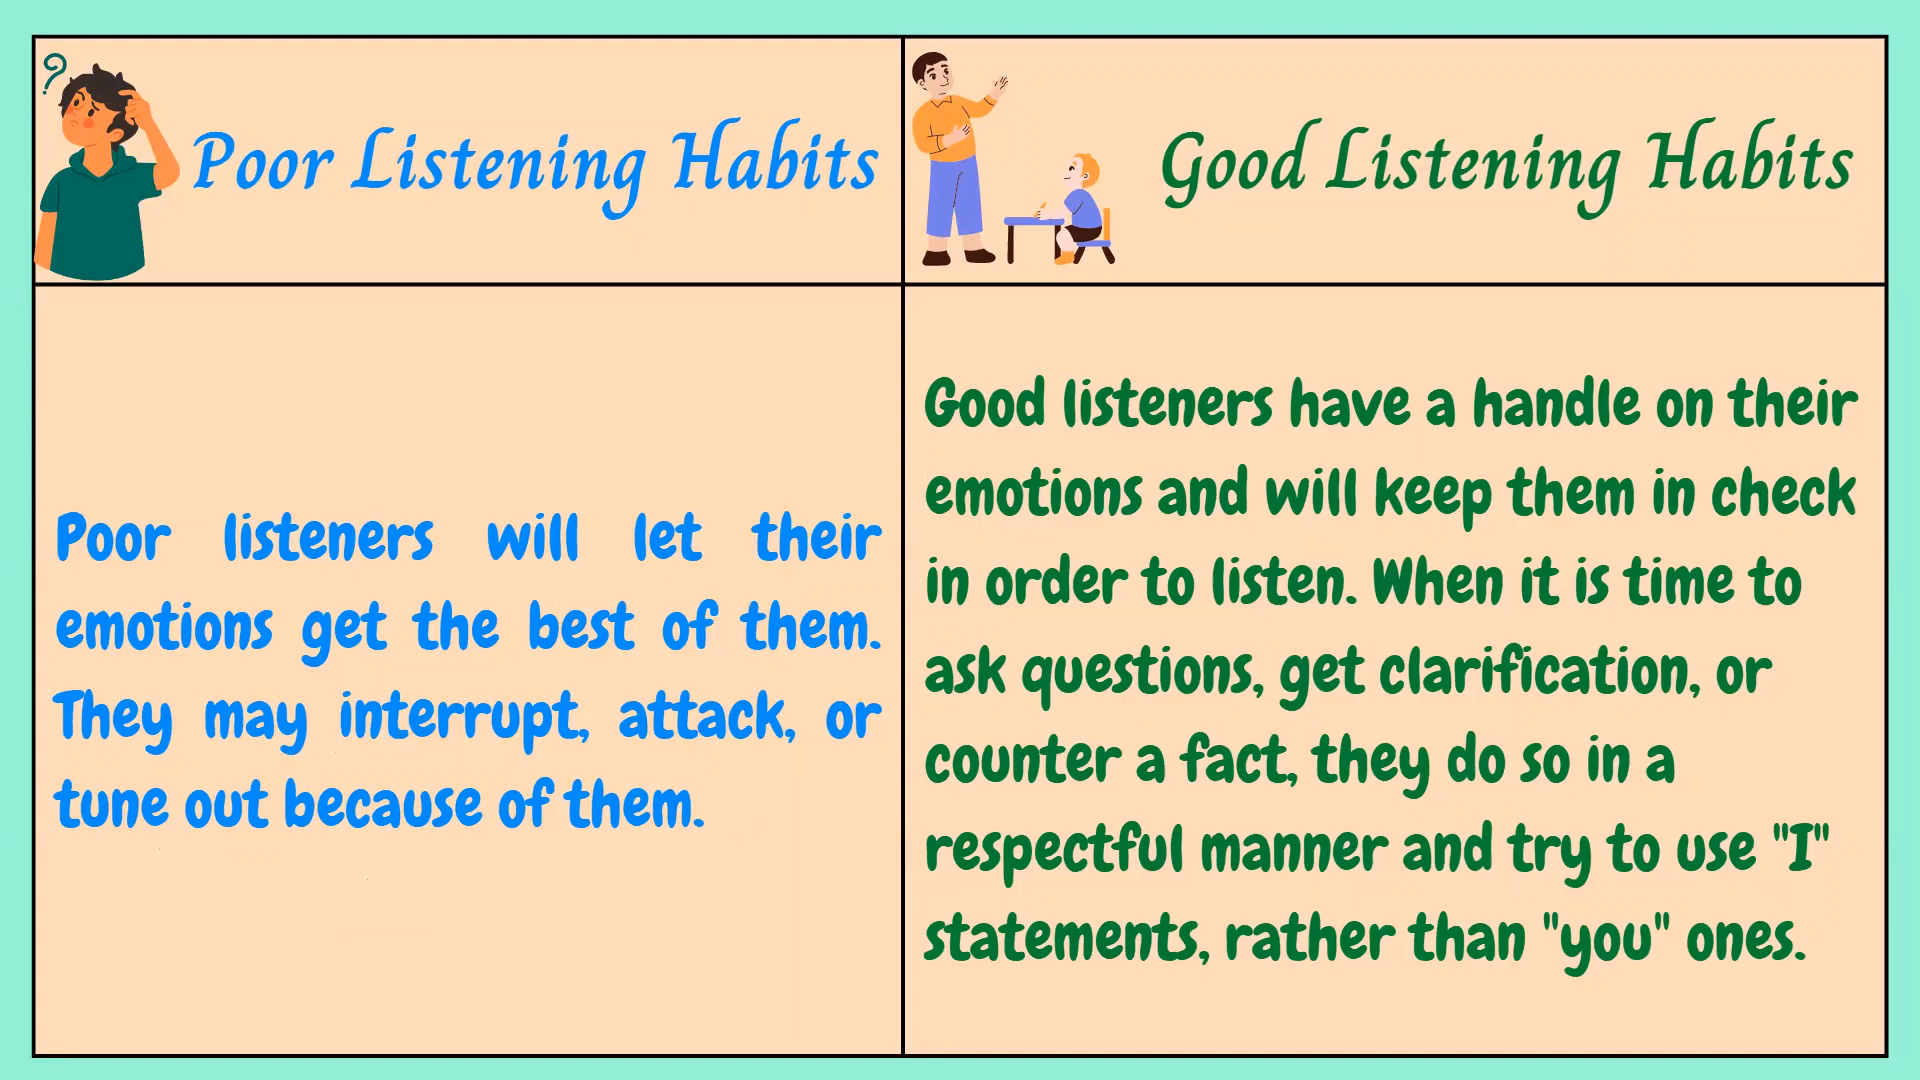 ?
Poor Listening Habits
Good Listening Habits
Poor listeners will let their
emotions get the best of them.
They may interrupt, attack, or
tune out because of them.
Good listeners have a handle on their
emotions and will keep them in check
in order to listen. When it is time to
ask questions, get clarification, or
counter a fact, they do so in a
respectful manner and try to use "I"
statements, rather than "you" ones.